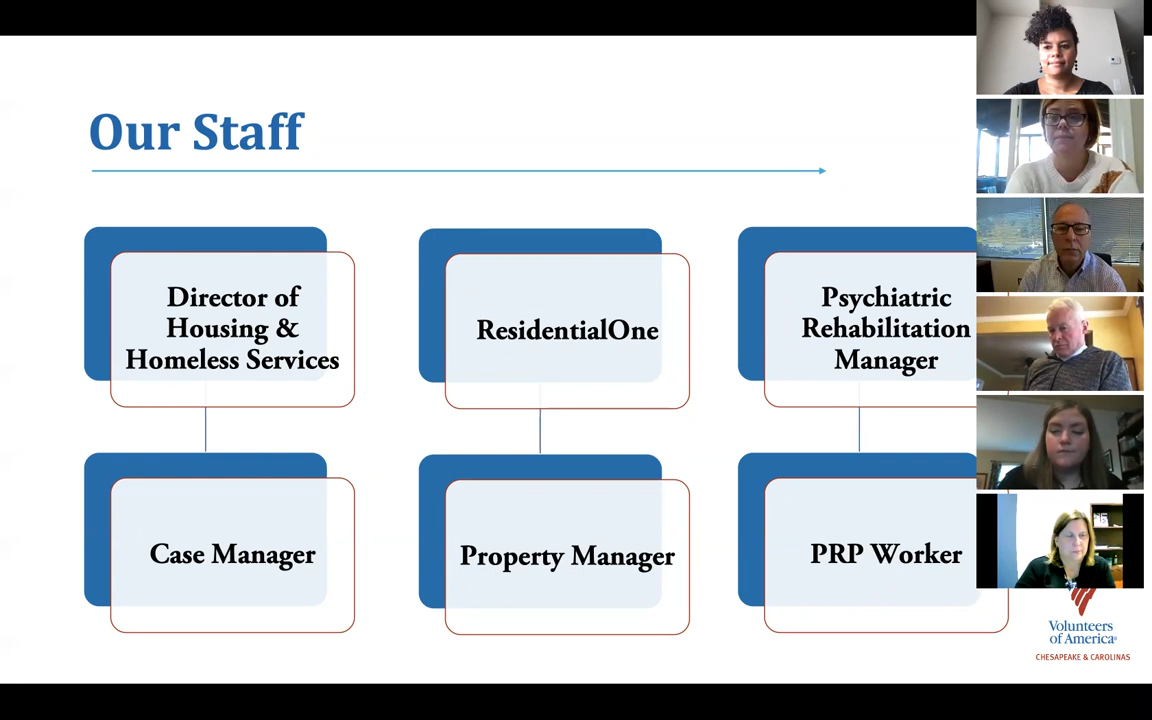 Our Staff
Director of
Housing &
Homeless Services
ResidentialOne
Psychiatric
Rehabilitation
Manager
Case Manager
Property Manager
PRP Worker
Volunteers
of America®
CHESAPEAKE & CAROLINAS